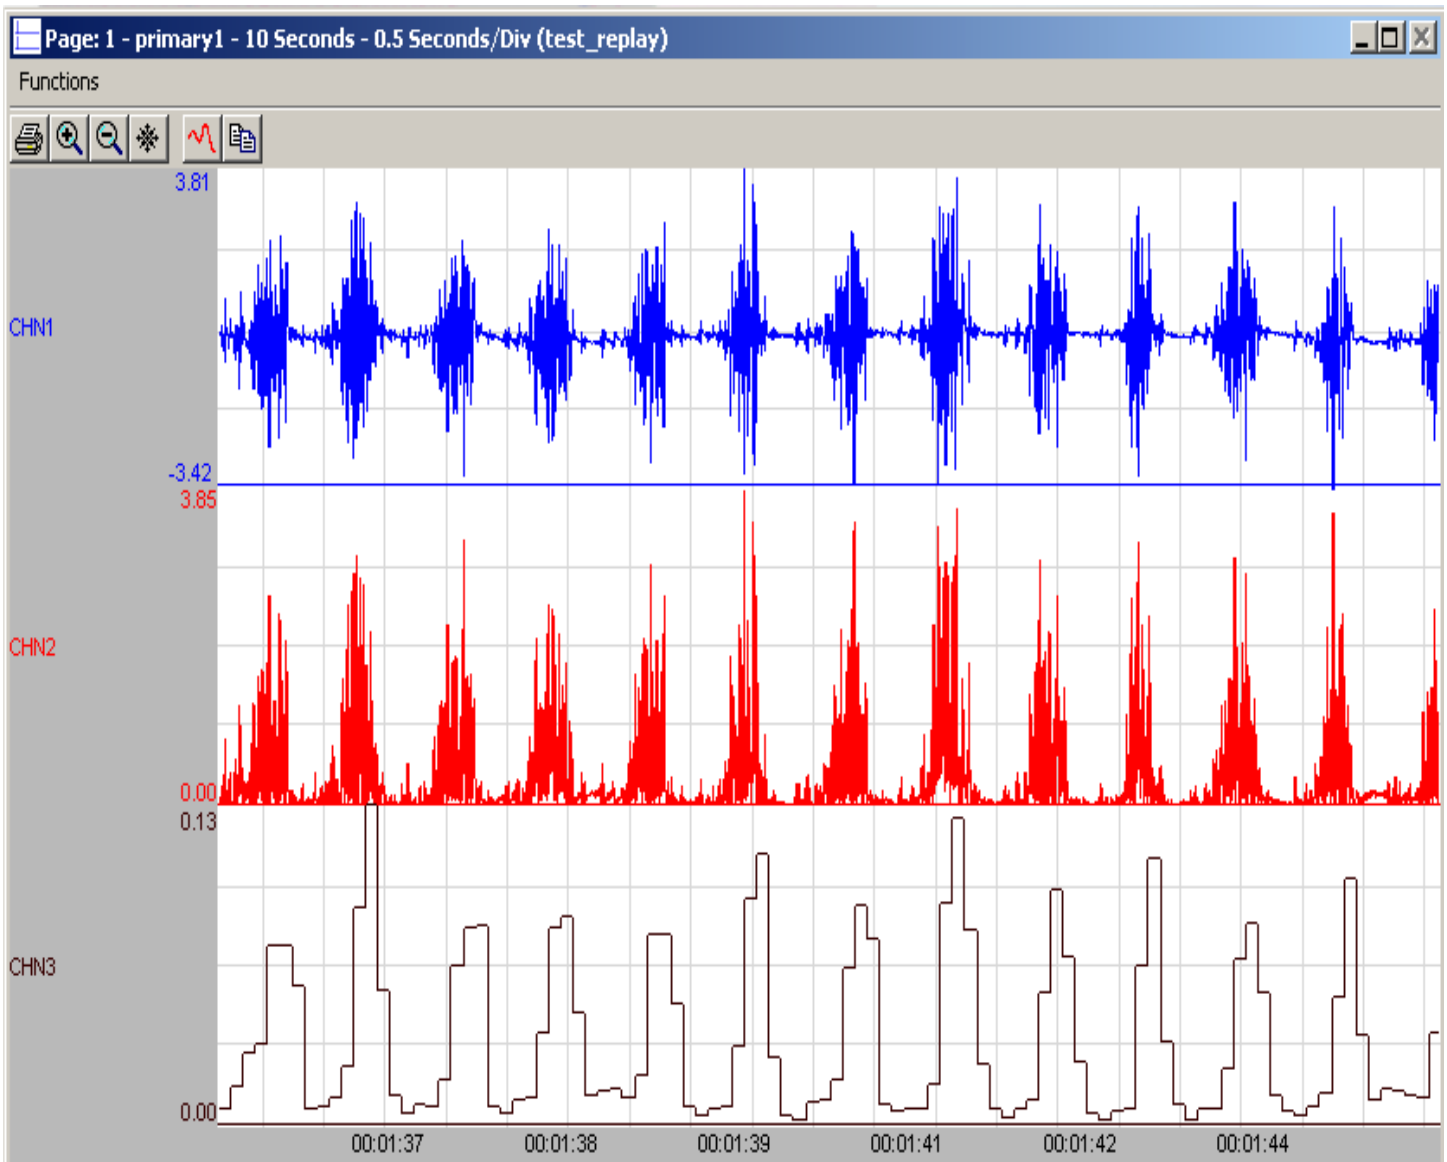 Page: 1 - primary1 - 10 Seconds - 0.5 Seconds/Div (test_replay)
Functions
3.81
CHN1
-3.42
3.85
CHN2
0.00
0.13
CHN3
0.00
00:01:37 00:01:38 00:01:39 00:01:41 00:01:42 00:01:44